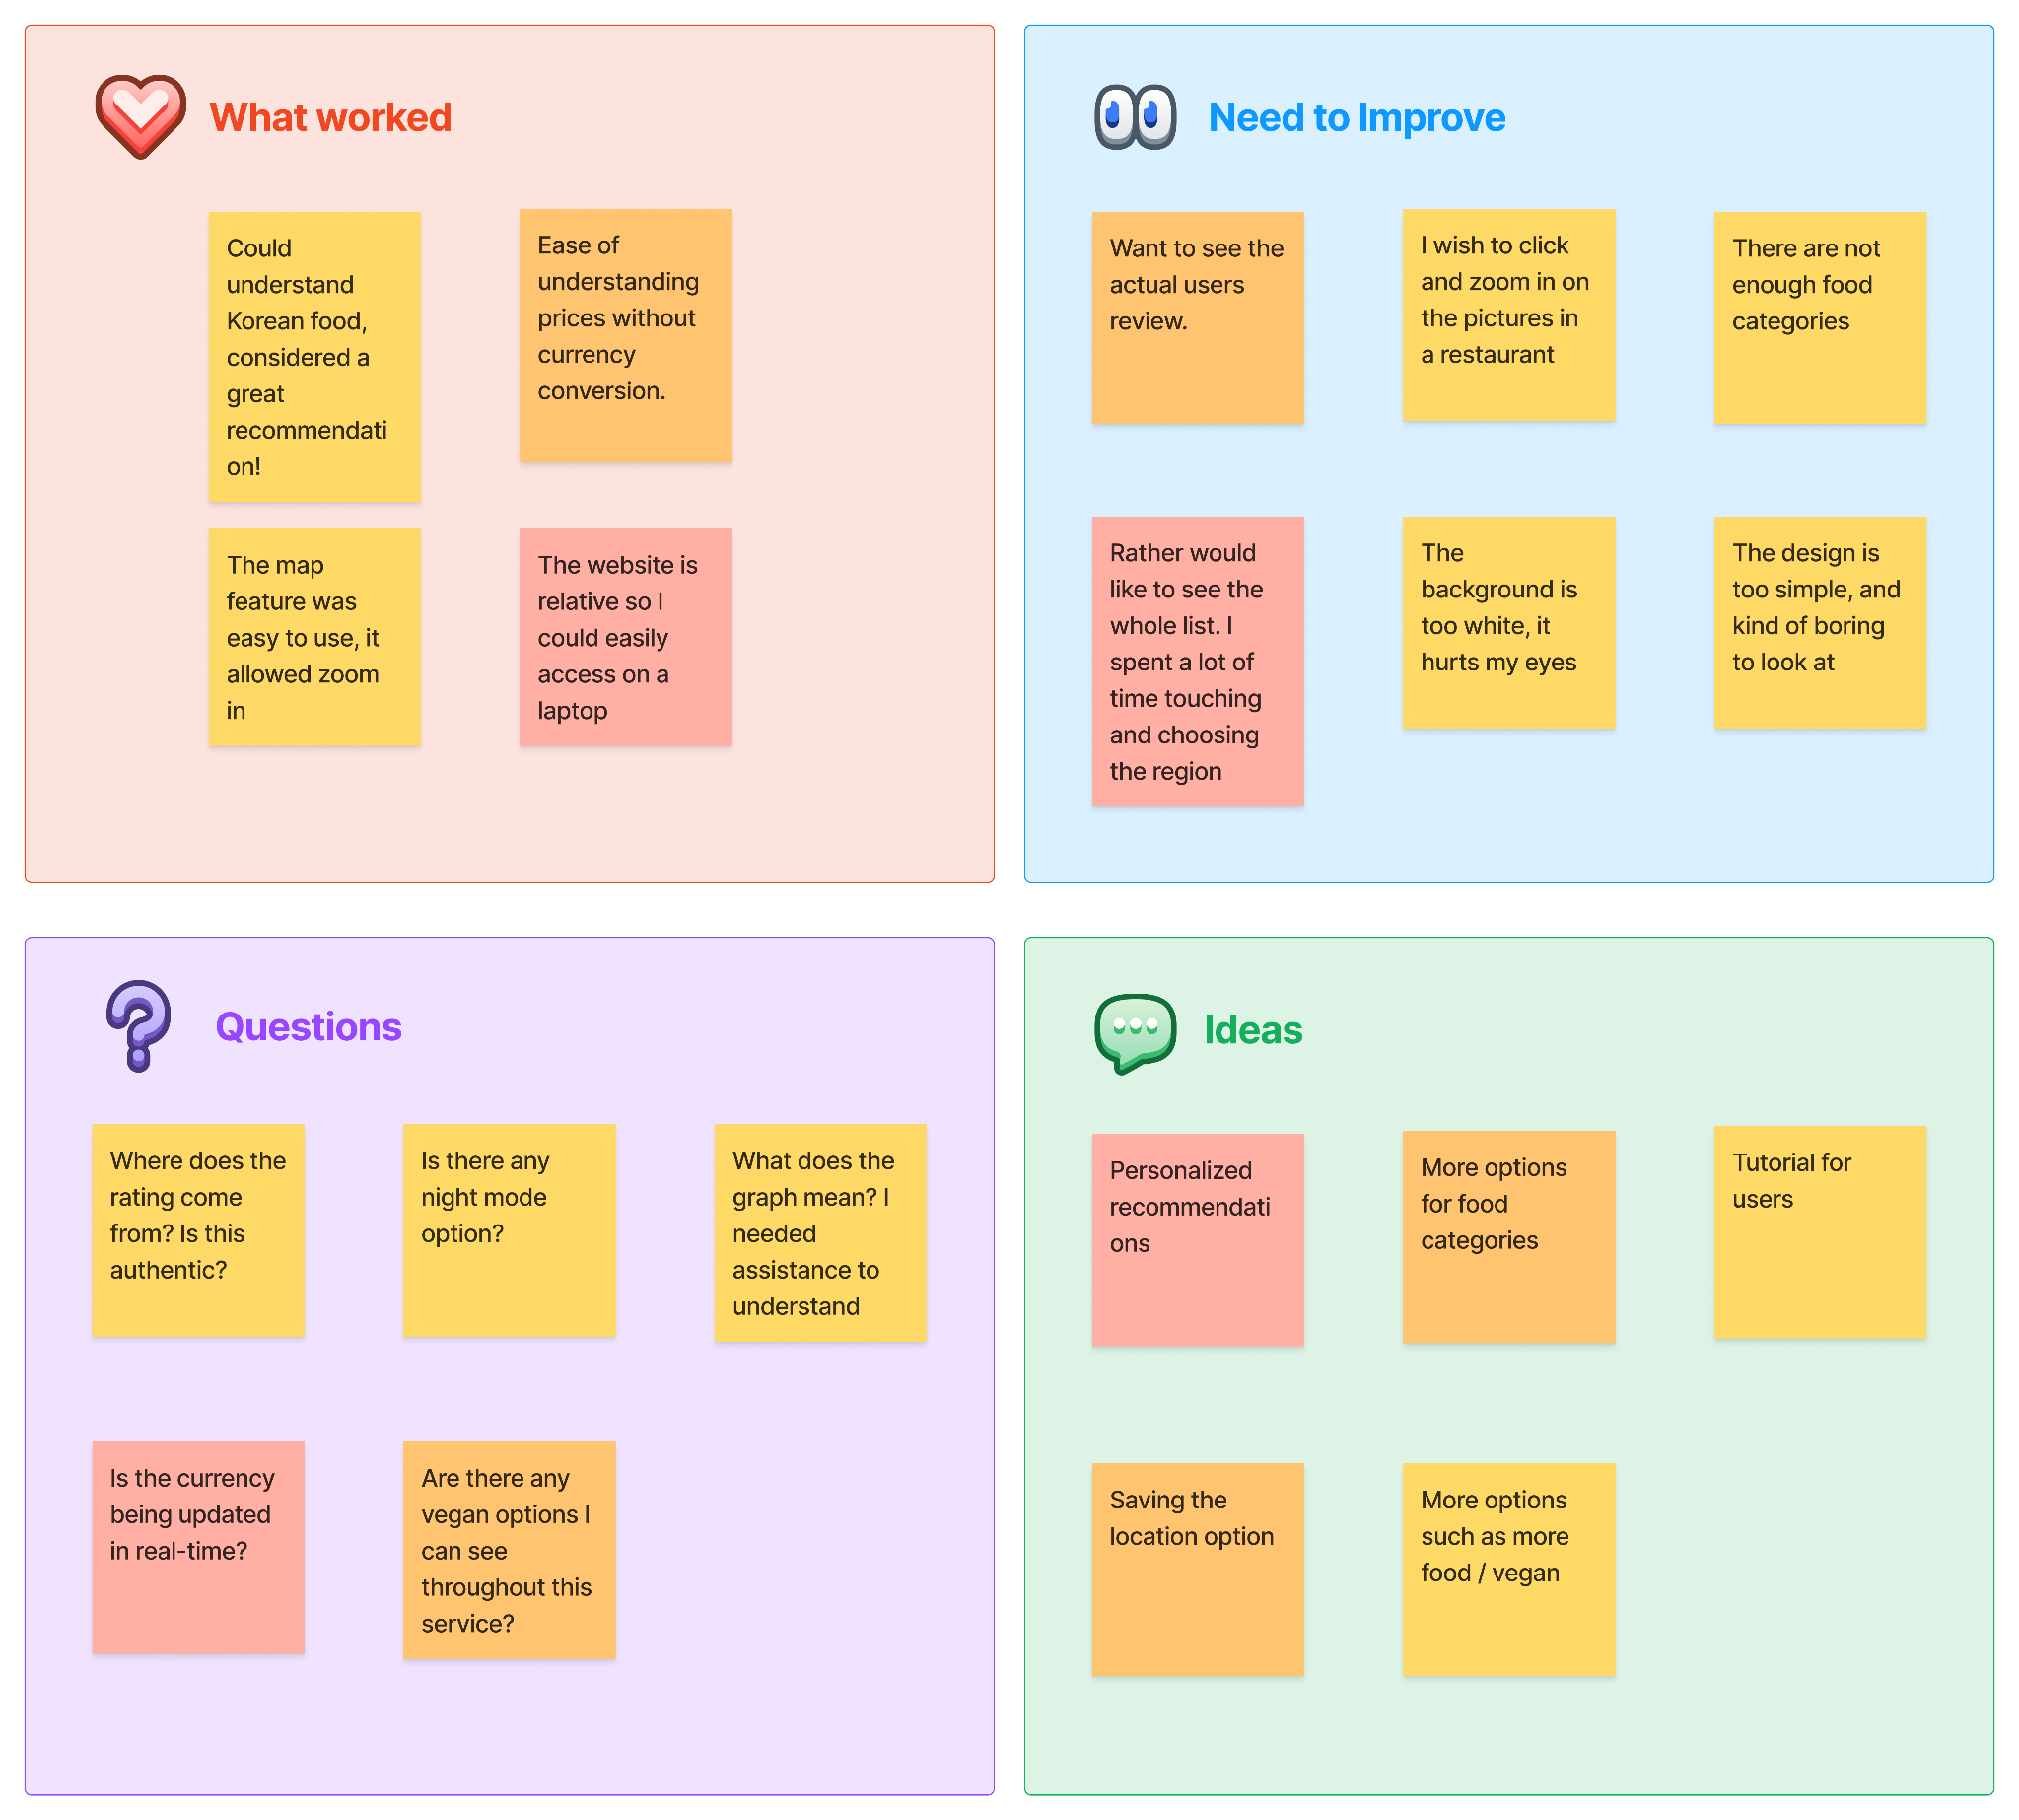 What worked
Could
understand
Korean food,
considered a
great
recommendati
on!
Ease of
understanding
prices without
currency
conversion.
The map
feature was
easy to use, it
allowed zoom
in
The website is
relative so I
could easily
access on a
laptop
Need to Improve
Want to see the
actual users
review.
I wish to click
and zoom in on
the pictures in
a restaurant
There are not
enough food
categories
Rather would
like to see the
whole list. I
spent a lot of
time touching
and choosing
the region
The
background is
too white, it
hurts my eyes
The design is
too simple, and
kind of boring
to look at
Questions
Where does the
rating come
from? Is this
authentic?
Is there any
night mode
option?
What does the
graph mean? I
needed
assistance to
understand
Is the currency
being updated
in real-time?
Are there any
vegan options I
can see
throughout this
service?
Ideas
Personalized
recommendati
ons
More options
for food
categories
Tutorial for
users
Saving the
location option
More options
such as more
food / vegan